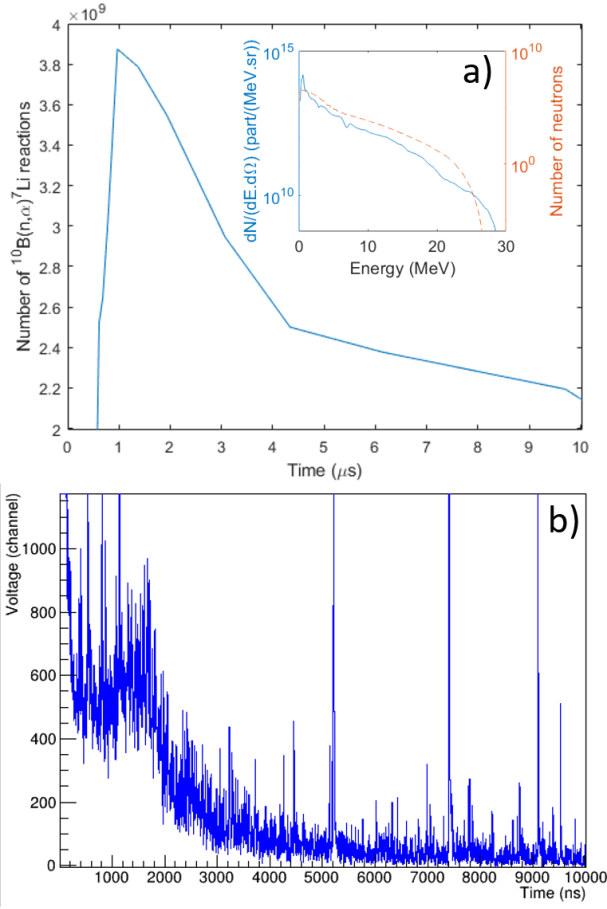 ×10⁹
4
3.8
3.6
3.4
3.2
3
2.8
2.6
2.4
2.2
2
Number of ¹⁰B(n,α)⁷Li reactions
0 1 2 3 4 5 6 7 8 9 10
Time (μs)
a)
10¹⁵
10¹⁰
dN/(dE.dΩ) (part/(MeV.sr))
10¹⁰
10⁰
Number of neutrons
0 10 20 30
Energy (MeV)
b)
Voltage (channel)
1000
800
600
400
200
0
1000 2000 3000 4000 5000 6000 7000 8000 9000 10000
Time (ns)